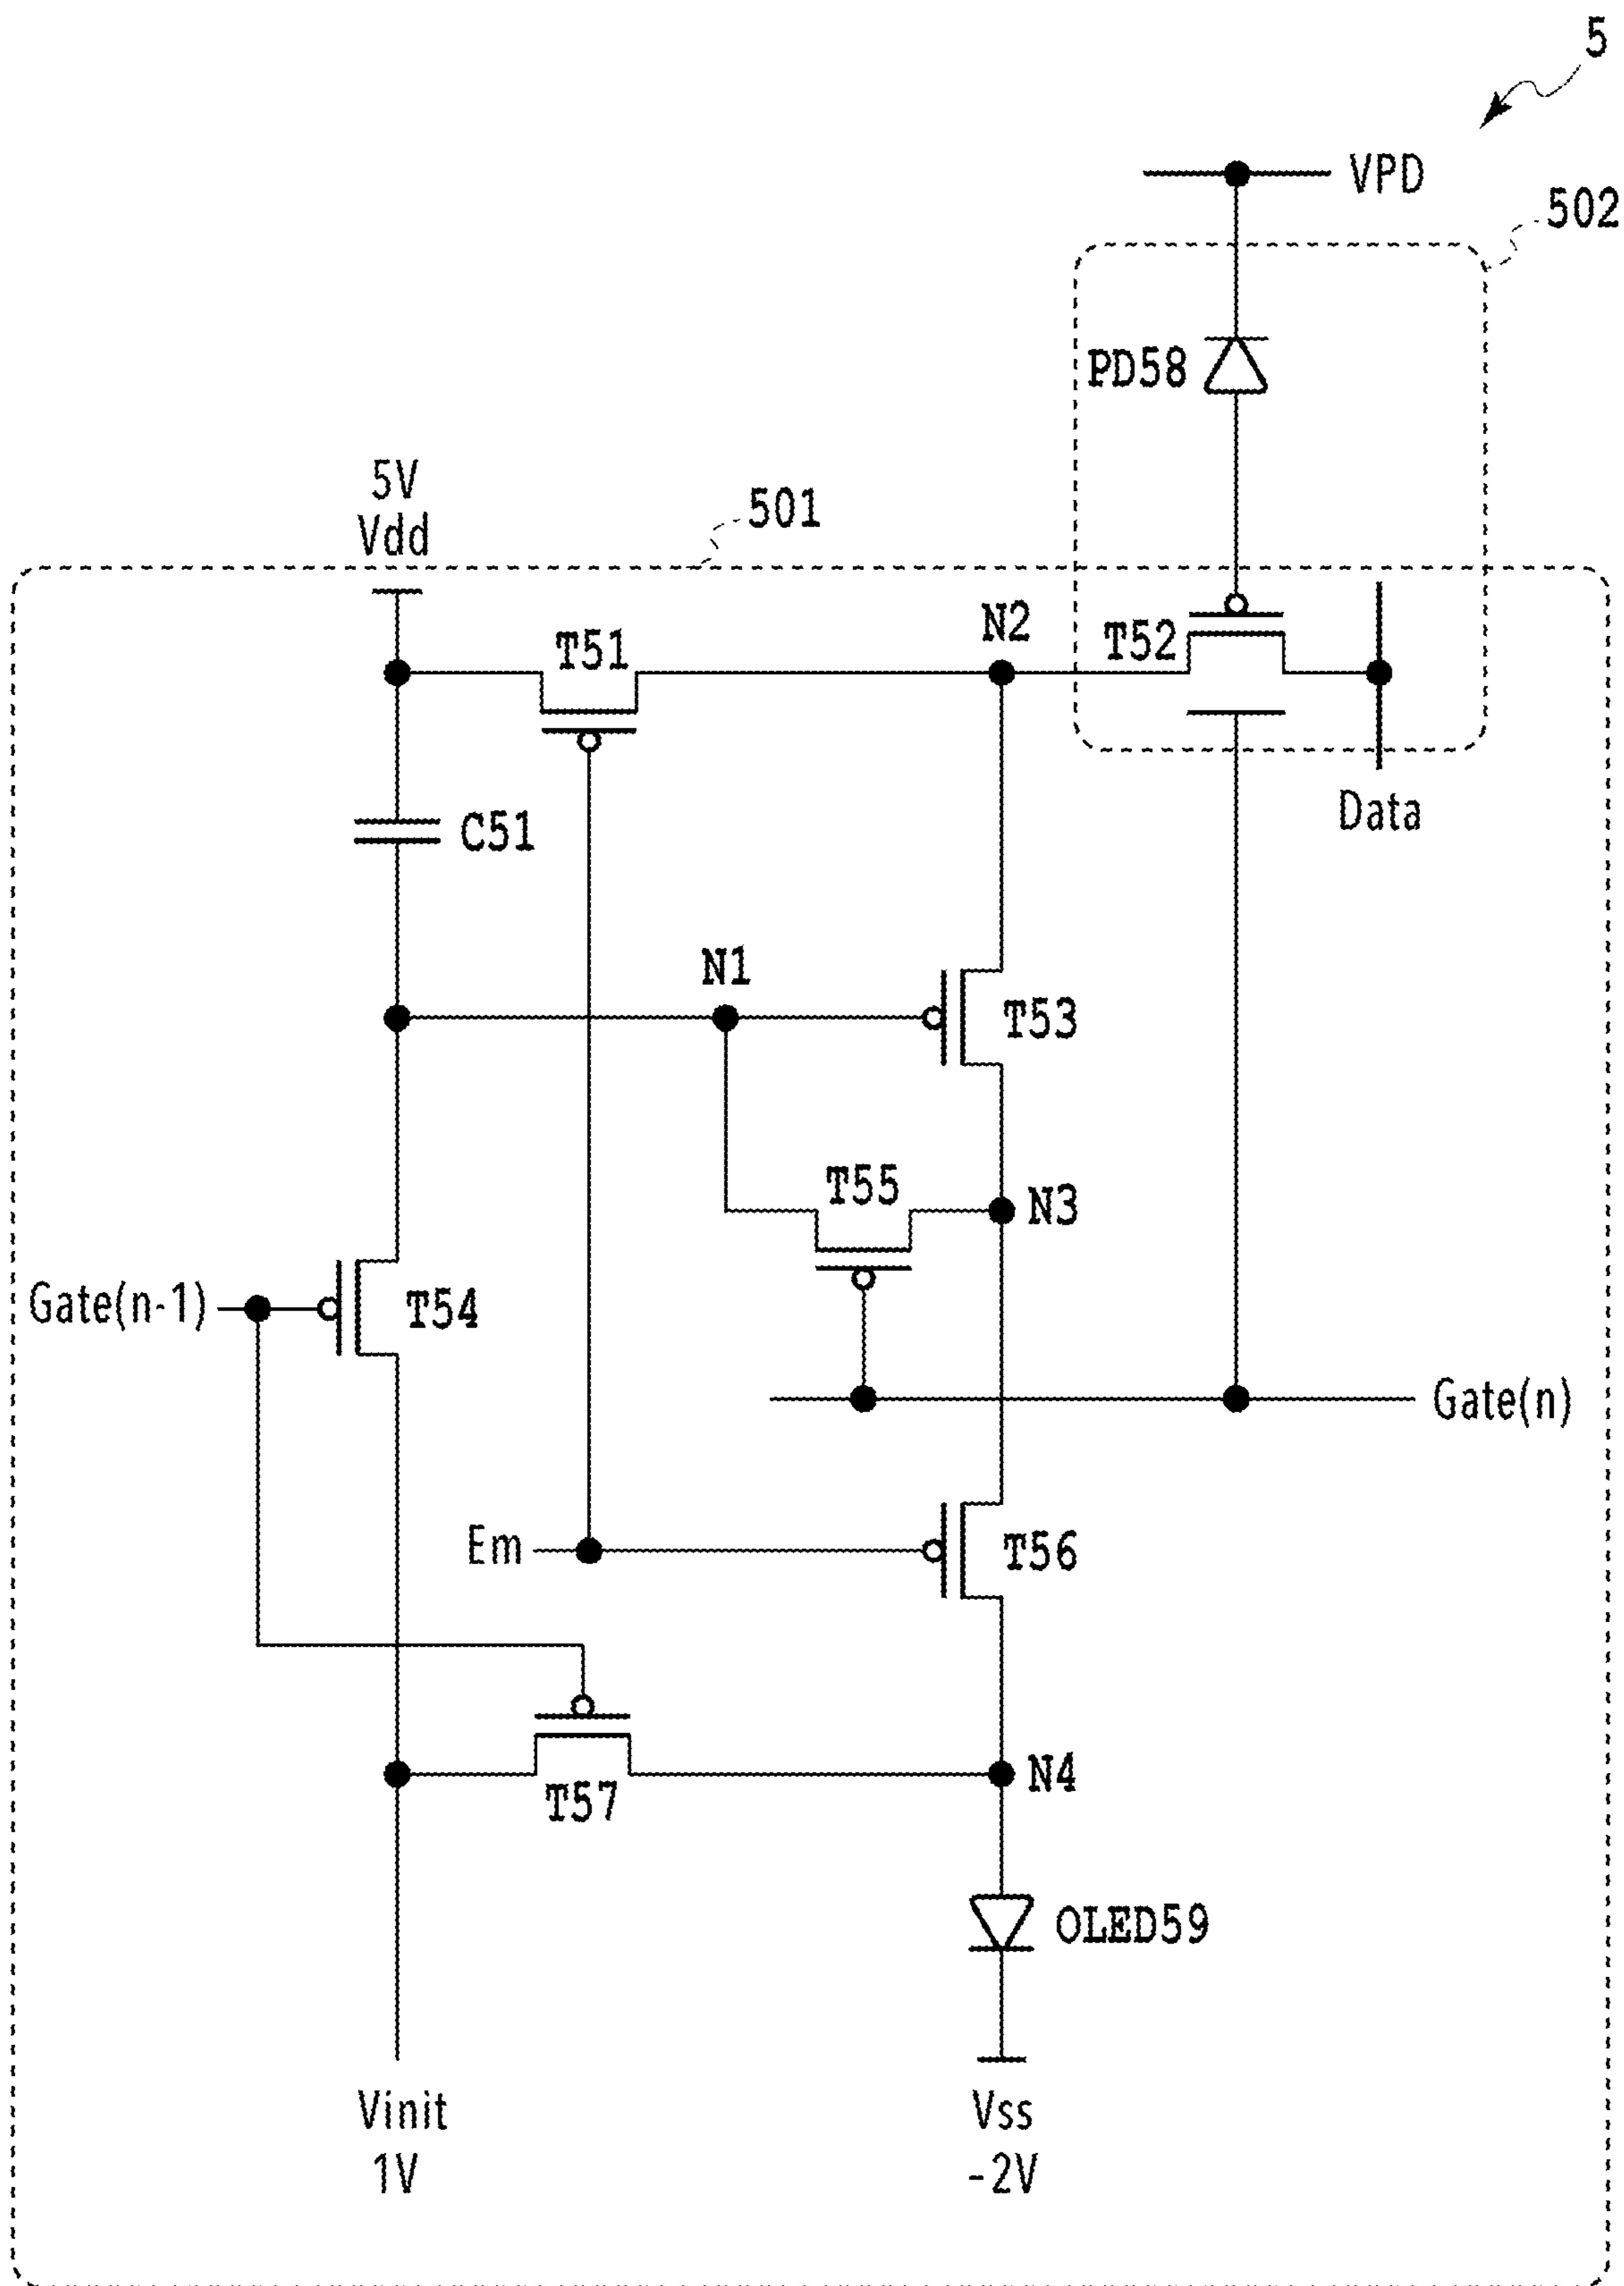 5
VPD
502
PD58
5V
Vdd
501
T51
N2
T52
C51
Data
N1
T53
T55
N3
Gate(n-1)
T54
Gate(n)
Em
T56
N4
T57
OLED59
Vinit
1V
Vss
-2V